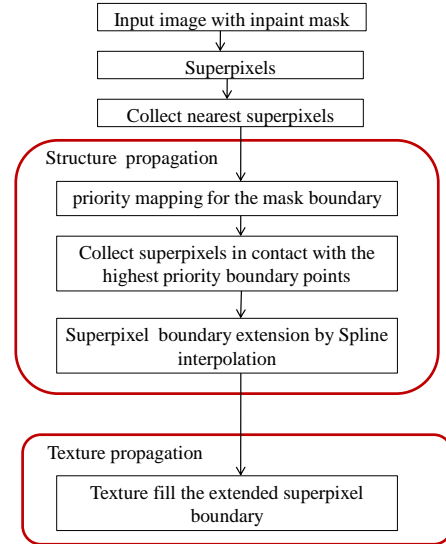 Input image with inpaint mask
Superpixels
Collect nearest superpixels
Structure propagation
priority mapping for the mask boundary
Collect superpixels in contact with the
highest priority boundary points
Superpixel boundary extension by Spline
interpolation
Texture propagation
Texture fill the extended superpixel
boundary